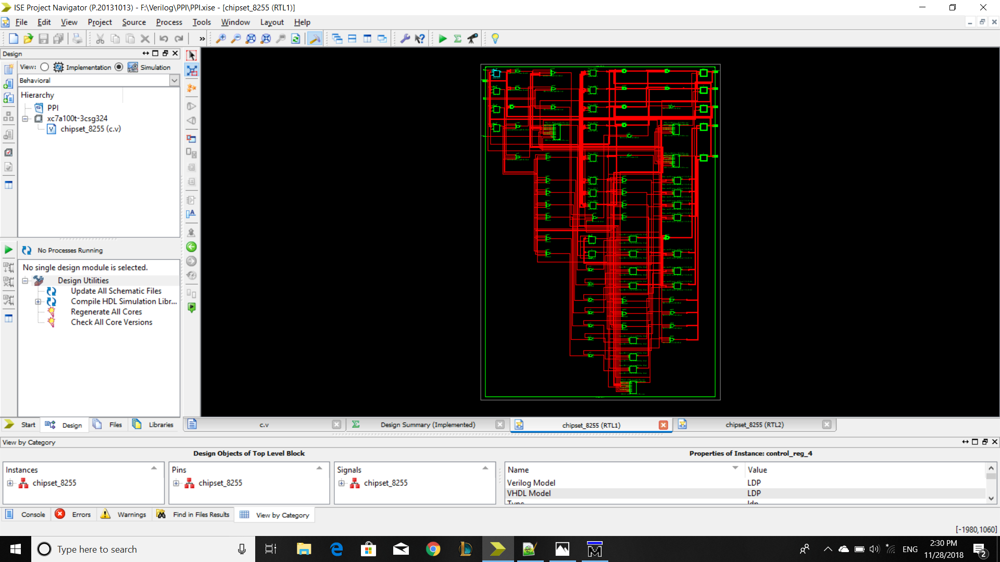 ISE Project Navigator (P.20131013) - F:\Verilog\PPI\PPI.xise - [chipset_8255 (RTL1)]
File Edit View Project Source Process Tools Window Layout Help
»
Design
View: Implementation Simulation
Behavioral
Hierarchy
PPI
xc7a100t-3csg324
chipset_8255 (c.v)
No Processes Running
No single design module is selected.
Design Utilities
Update All Schematic Files
Compile HDL Simulation Libr...
Regenerate All Cores
Check All Core Versions
Start Design Files Libraries
c.v Design Summary (Implemented) chipset_8255 (RTL1) chipset_8255 (RTL2)
View by Category
Design Objects of Top Level Block
Properties of Instance: control_reg_4
Instances Pins Signals Name Value
chipset_8255 chipset_8255 chipset_8255 Verilog Model LDP
VHDL Model LDP
Type ldp
Console Errors Warnings Find in Files Results View by Category
[-1980,1060]
Type here to search
ENG
2:30 PM
11/28/2018
2